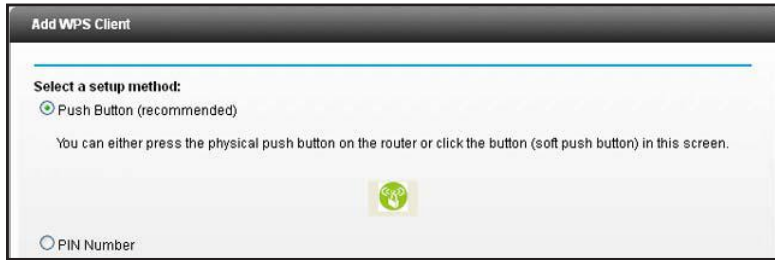 Add WPS Client
Select a setup method:
Push Button (recommended)
You can either press the physical push button on the router or click the button (soft push button) in this screen.
PIN Number